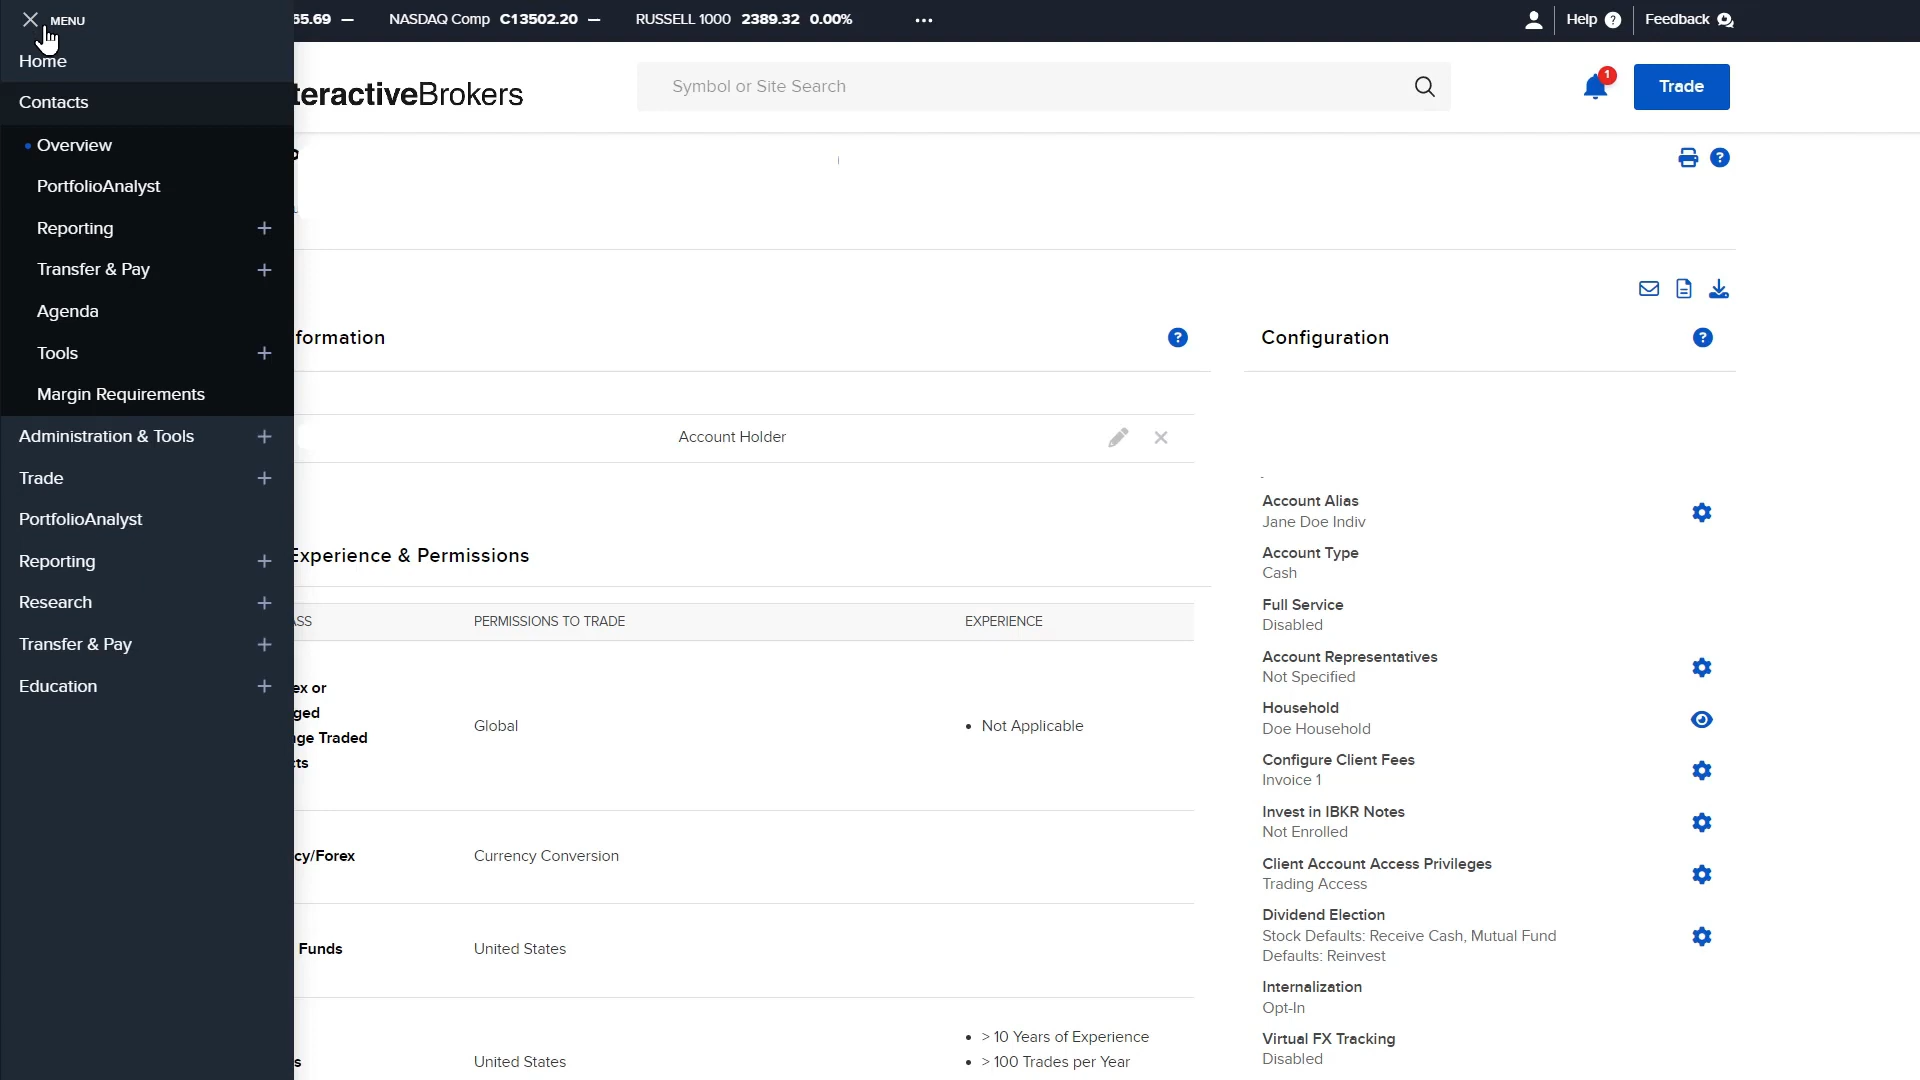 MENU
65.69 —
NASDAQ Comp C13502.20 —
RUSSELL 1000 2389.32 0.00%
Help ?
Feedback
Home
Contacts
Overview
PortfolioAnalyst
Reporting
Transfer & Pay
Agenda
Tools
Margin Requirements
Administration & Tools
Trade
PortfolioAnalyst
Reporting
Research
Transfer & Pay
Education
teractiveBrokers
Symbol or Site Search
1
Trade
formation
Account Holder
Experience & Permissions
ASS
PERMISSIONS TO TRADE
EXPERIENCE
ex or
ged
nge Traded
cts
Global
• Not Applicable
cy/Forex
Currency Conversion
Funds
United States
s
United States
• > 10 Years of Experience
• > 100 Trades per Year
Configuration
Account Alias
Jane Doe Indiv
Account Type
Cash
Full Service
Disabled
Account Representatives
Not Specified
Household
Doe Household
Configure Client Fees
Invoice 1
Invest in IBKR Notes
Not Enrolled
Client Account Access Privileges
Trading Access
Dividend Election
Stock Defaults: Receive Cash, Mutual Fund
Defaults: Reinvest
Internalization
Opt-In
Virtual FX Tracking
Disabled